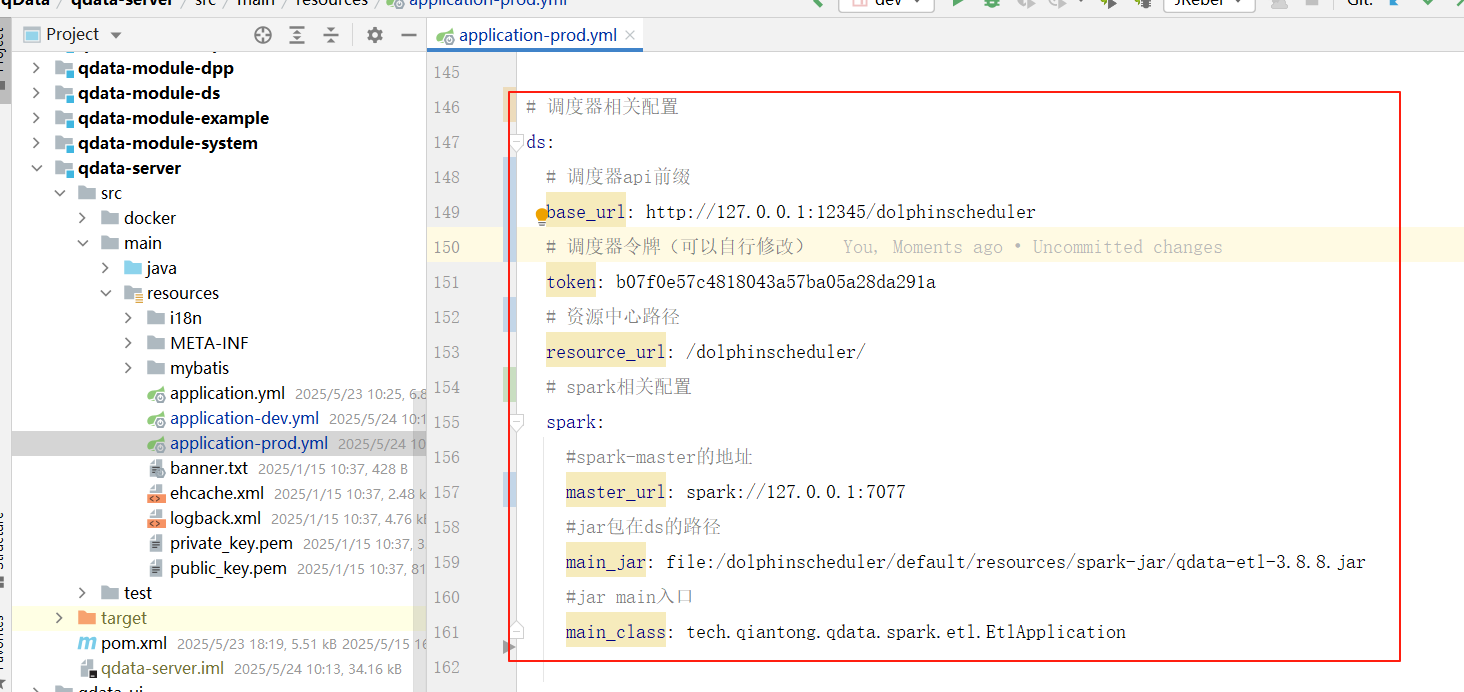 qData qdata-server src main resources application-prod.yml
dev
JRebel
Git:
Project
application-prod.yml
qdata-module-dpp
qdata-module-ds
qdata-module-example
qdata-module-system
qdata-server
src
docker
main
java
resources
i18n
META-INF
mybatis
application.yml 2025/5/23 10:25, 6.8
application-dev.yml 2025/5/24 10:1
application-prod.yml 2025/5/24 10
banner.txt 2025/1/15 10:37, 428 B
ehcache.xml 2025/1/15 10:37, 2.48 k
logback.xml 2025/1/15 10:37, 4.76 k
private_key.pem 2025/1/15 10:37, 3
public_key.pem 2025/1/15 10:37, 81
test
target
pom.xml 2025/5/23 18:19, 5.51 kB 2025/5/15 16
qdata-server.iml 2025/5/24 10:13, 34.16 kB
145
146 # 调度器相关配置
147 ds:
148 # 调度器api前缀
149 base_url: http://127.0.0.1:12345/dolphinscheduler
150 # 调度器令牌（可以自行修改） You, Moments ago • Uncommitted changes
151 token: b07f0e57c4818043a57ba05a28da291a
152 # 资源中心路径
153 resource_url: /dolphinscheduler/
154 # spark相关配置
155 spark:
156 #spark-master的地址
157 master_url: spark://127.0.0.1:7077
158 #jar包在ds的路径
159 main_jar: file:/dolphinscheduler/default/resources/spark-jar/qdata-etl-3.8.8.jar
160 #jar main入口
161 main_class: tech.qiantong.qdata.spark.etl.EtlApplication
162